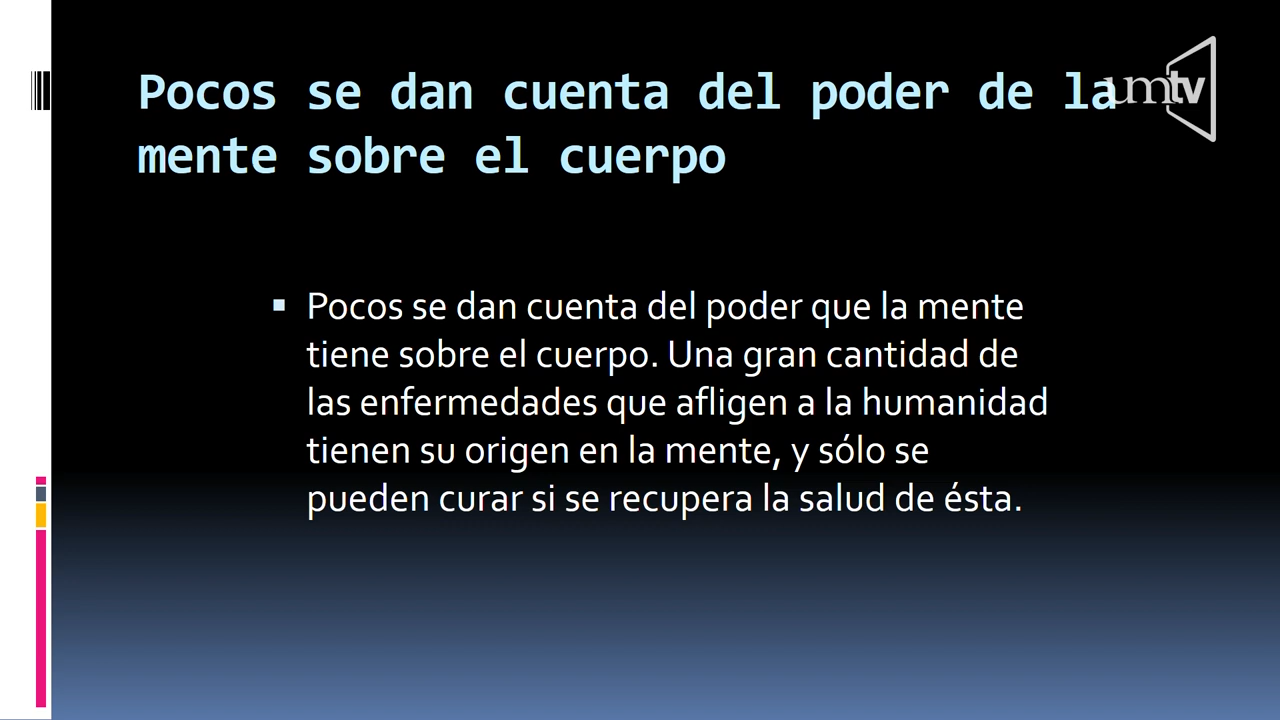 Pocos se dan cuenta del poder de la
mente sobre el cuerpo
umtv
Pocos se dan cuenta del poder que la mente
tiene sobre el cuerpo. Una gran cantidad de
las enfermedades que afligen a la humanidad
tienen su origen en la mente, y sólo se
pueden curar si se recupera la salud de ésta.